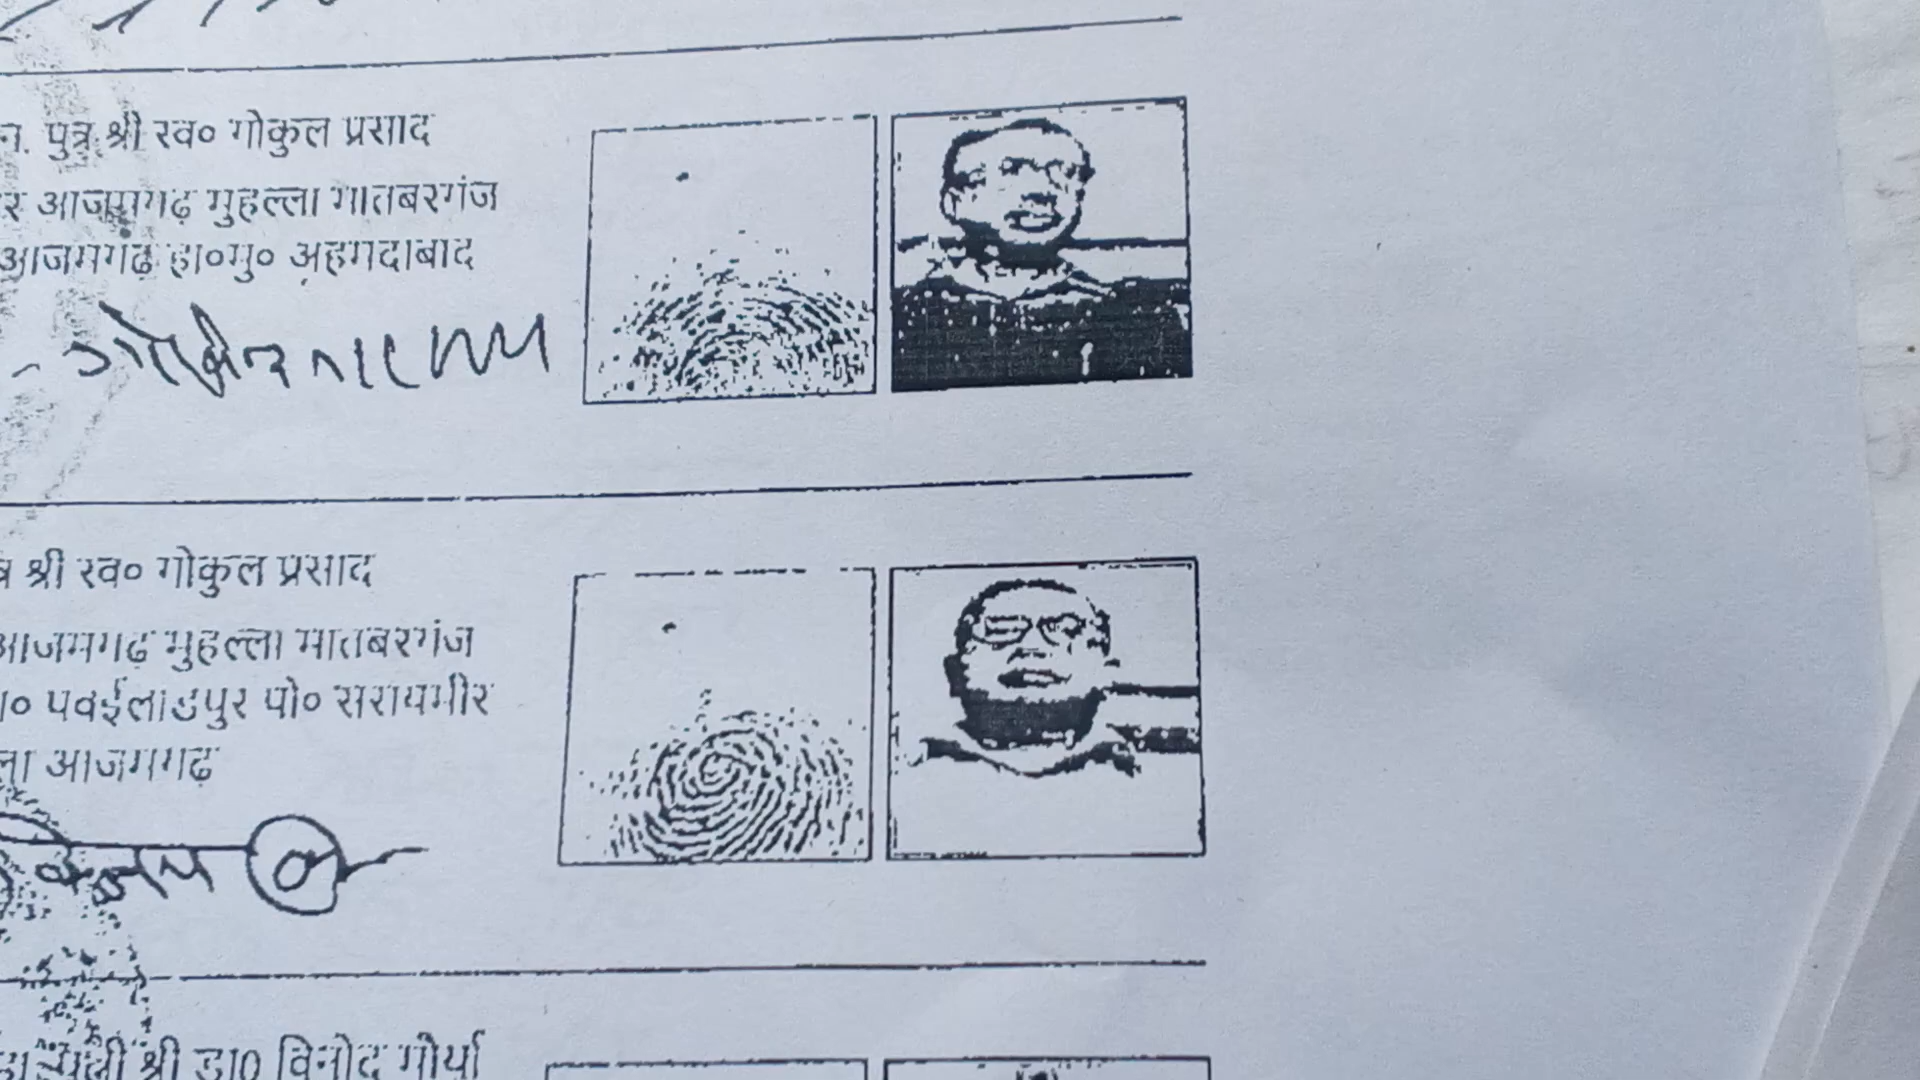 न. पुत्र श्री स्व० गोकुल प्रसाद
र आजमगढ़ मुहल्ला मातबरगंज
आजमगढ़ हा०मु० अहमदाबाद
श्री स्व० गोकुल प्रसाद
आजमगढ़ मुहल्ला मातबरगंज
० पवईलाडपुर पो० सरायमीर
ला आजमगढ़
श्री डा0 विनोद मौर्या